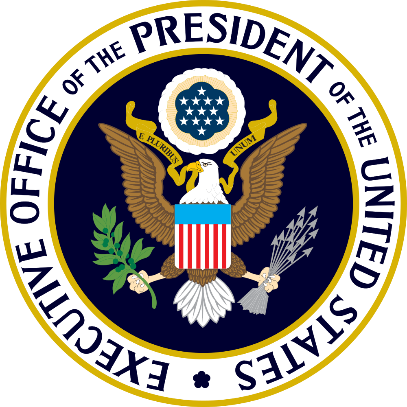 EXECUTIVE OFFICE OF THE PRESIDENT OF THE UNITED STATES
E PLURIBUS UNUM